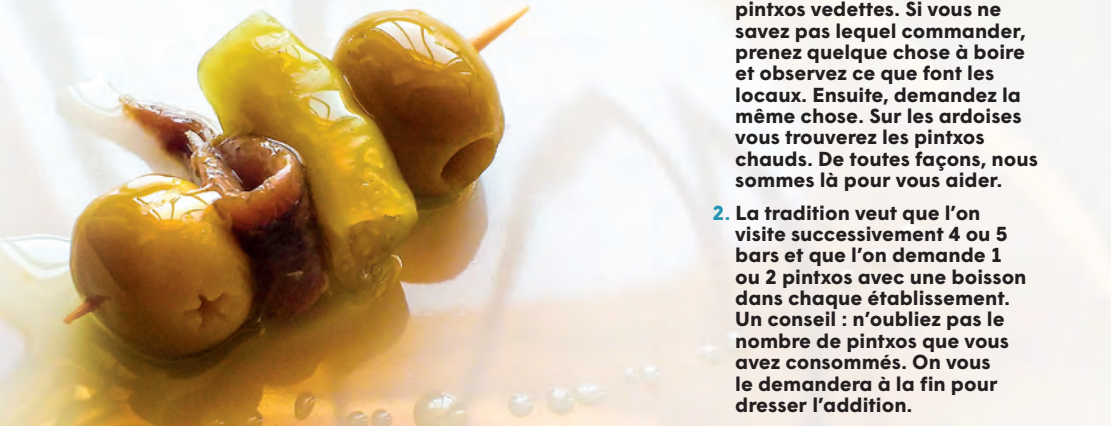 pintxos vedettes. Si vous ne
savez pas lequel commander,
prenez quelque chose à boire
et observez ce que font les
locaux. Ensuite, demandez la
même chose. Sur les ardoises
vous trouverez les pintxos
chauds. De toutes façons, nous
sommes là pour vous aider.
2. La tradition veut que l’on
visite successivement 4 ou 5
bars et que l’on demande 1
ou 2 pintxos avec une boisson
dans chaque établissement.
Un conseil : n’oubliez pas le
nombre de pintxos que vous
avez consommés. On vous
le demandera à la fin pour
dresser l’addition.